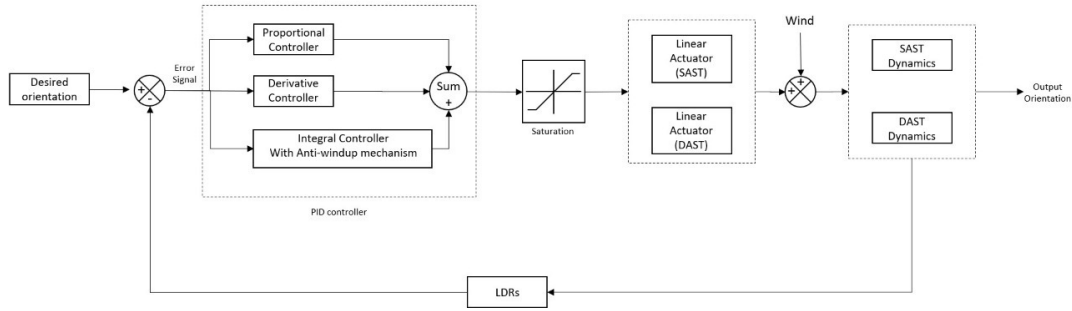 Desired
orientation
-
Error
Signal
Proportional
Controller
Derivative
Controller
Integral Controller
With Anti-windup mechanism
Sum
+
PID controller
Saturation
Linear
Actuator
(SAST)
Linear
Actuator
(DAST)
Wind
+
+
SAST
Dynamics
DAST
Dynamics
Output
Orientation
LDRs